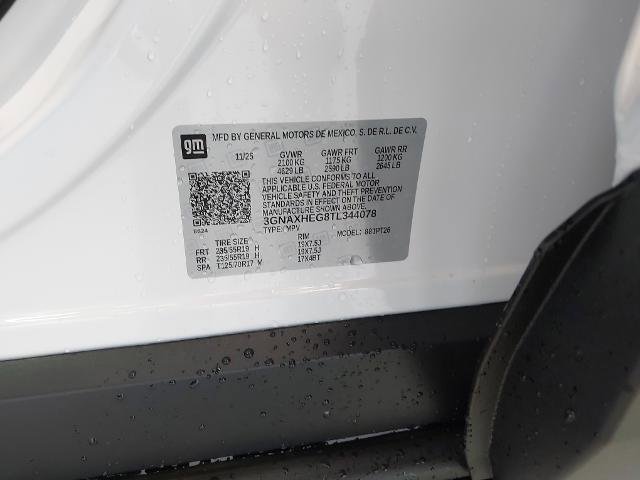 gm MFD BY GENERAL MOTORS DE MEXICO, S. DE R.L. DE C.V.
11/25 GVWR GAWR FRT GAWR RR
2100 KG 1175 KG 1200 KG
4629 LB 2590 LB 2645 LB
THIS VEHICLE CONFORMS TO ALL
APPLICABLE U.S. FEDERAL MOTOR
VEHICLE SAFETY AND THEFT PREVENTION
STANDARDS IN EFFECT ON THE DATE OF
MANUFACTURE SHOWN ABOVE.
3GNAXHEG8TL344078
TYPE: MPV MODEL:
TIRE SIZE RIM
FRT 235/55R19 H 19X7.5J
RR 235/55R19 H 19X7.5J
SPA T125/70R17 M 17X4BT